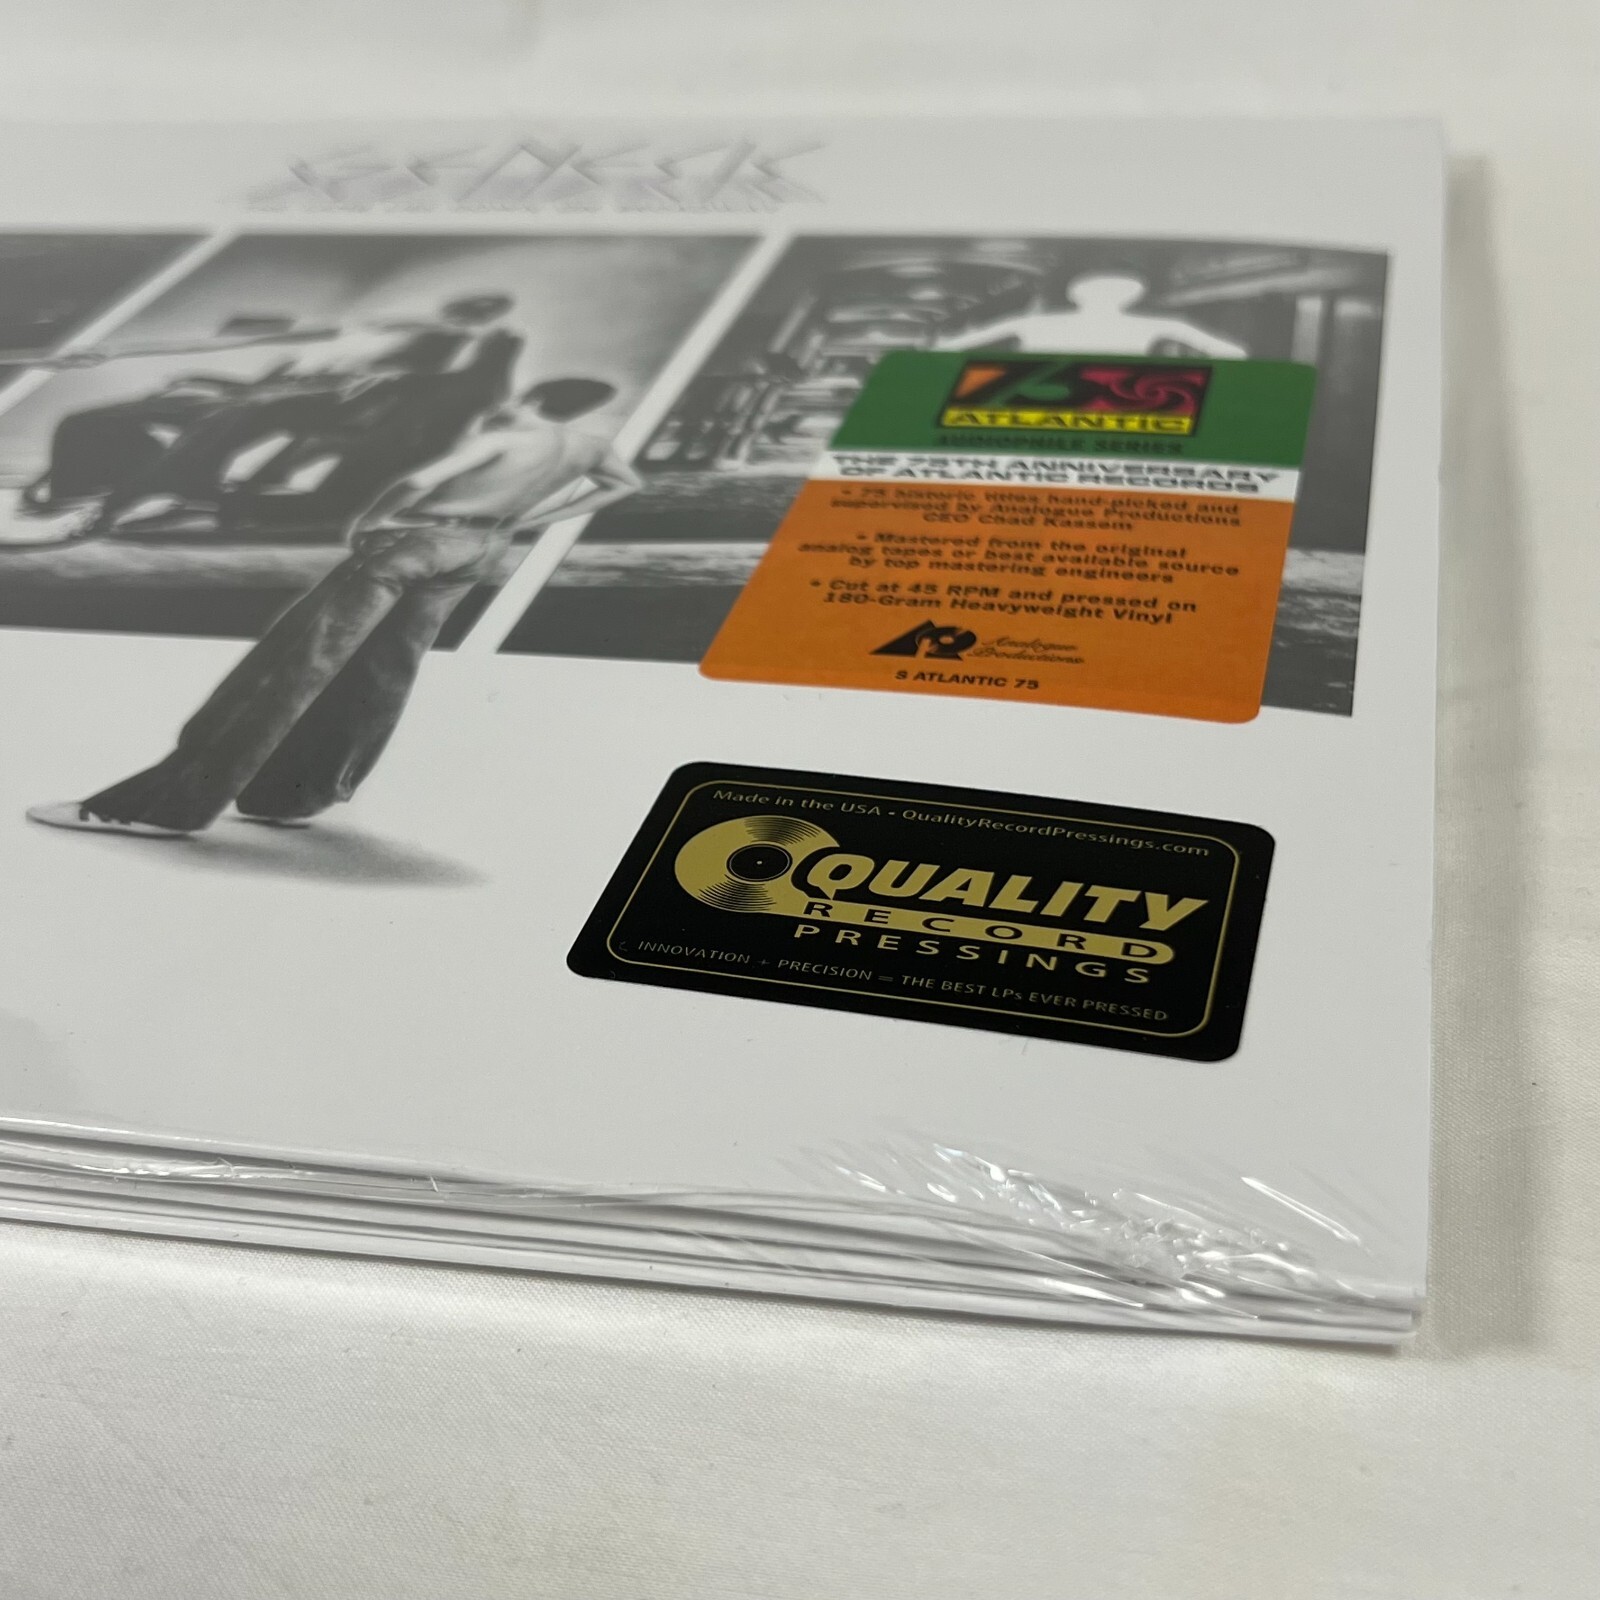 GENESIS
75
ATLANTIC
AUDIOPHILE SERIES
THE 75TH ANNIVERSARY
OF ATLANTIC RECORDS
• 75 historic titles hand-picked and
supervised by Analogue Productions
CEO Chad Kassem
• Mastered from the original
analog tapes or best available source
by top mastering engineers
• Cut at 45 RPM and pressed on
180-Gram Heavyweight Vinyl
Analogue
Productions
S ATLANTIC 75
Made in the USA • QualityRecordPressings.com
QUALITY
RECORD
PRESSINGS
INNOVATION + PRECISION = THE BEST LPs EVER PRESSED